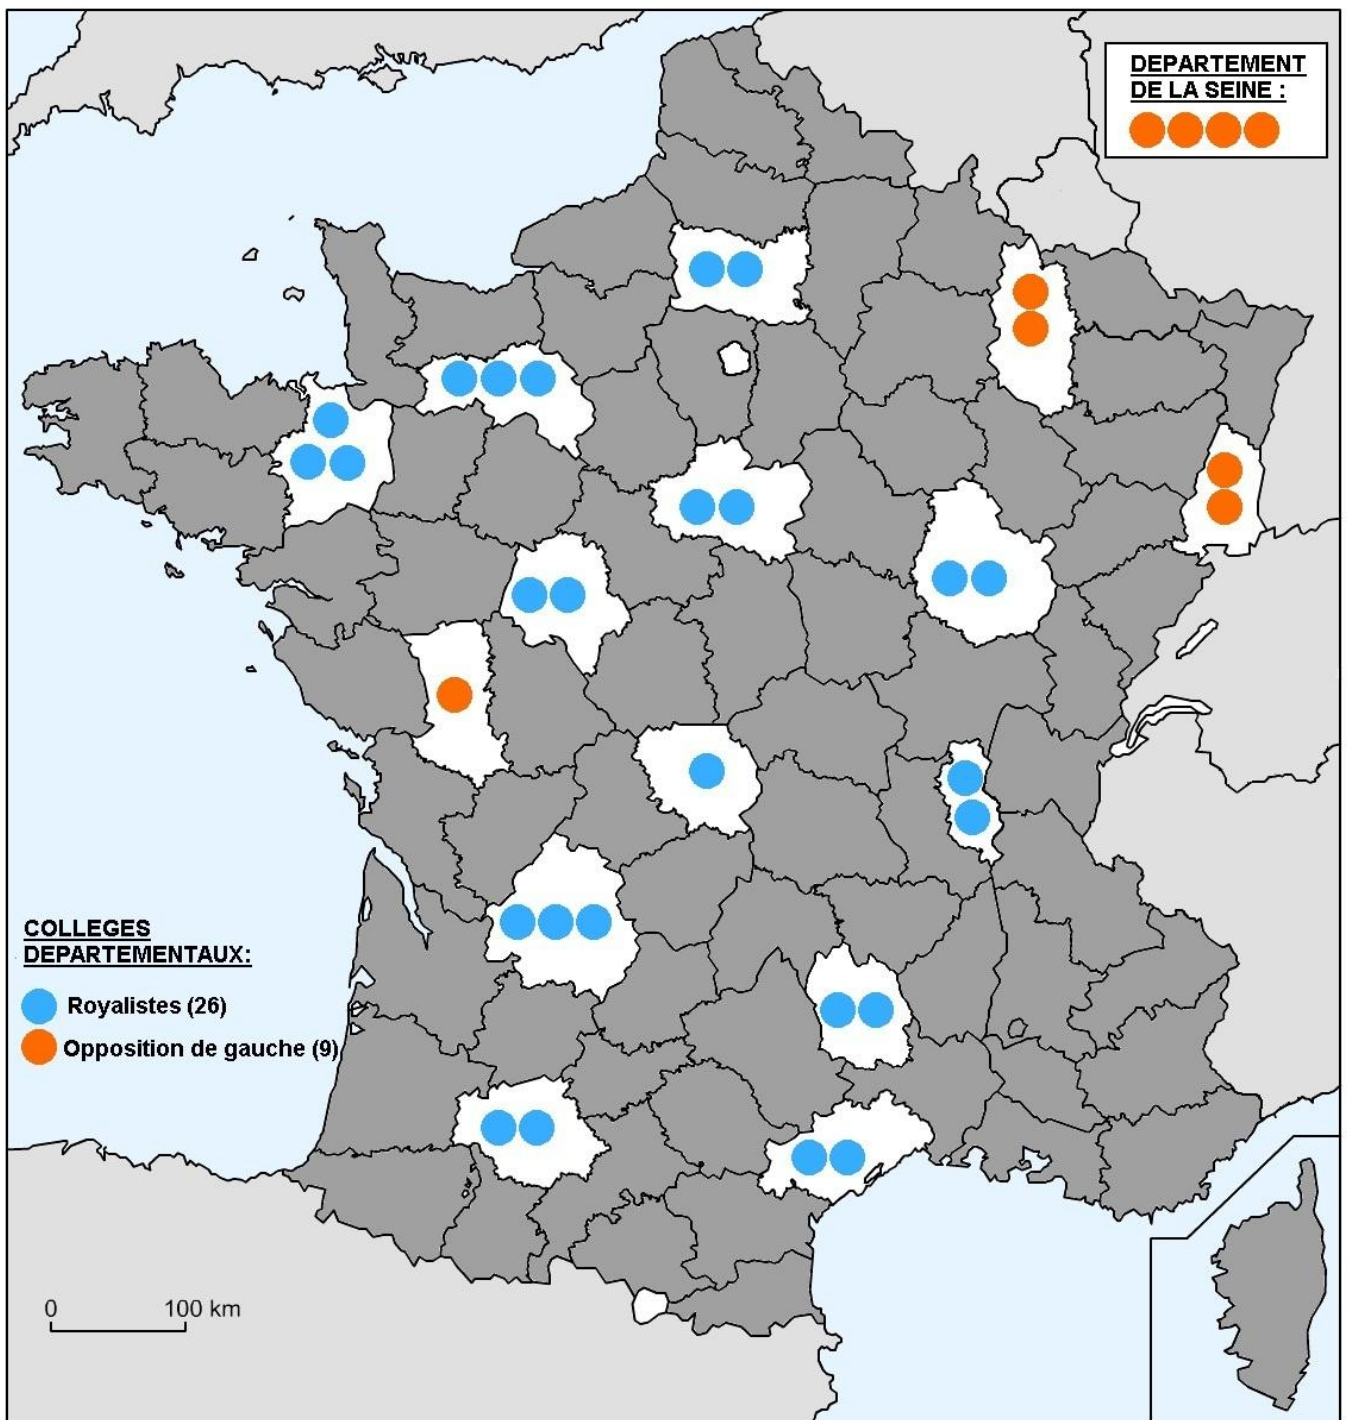 DEPARTEMENT
DE LA SEINE :
COLLEGES
DEPARTEMENTAUX:
Royalistes (26)
Opposition de gauche (9)
0 100 km